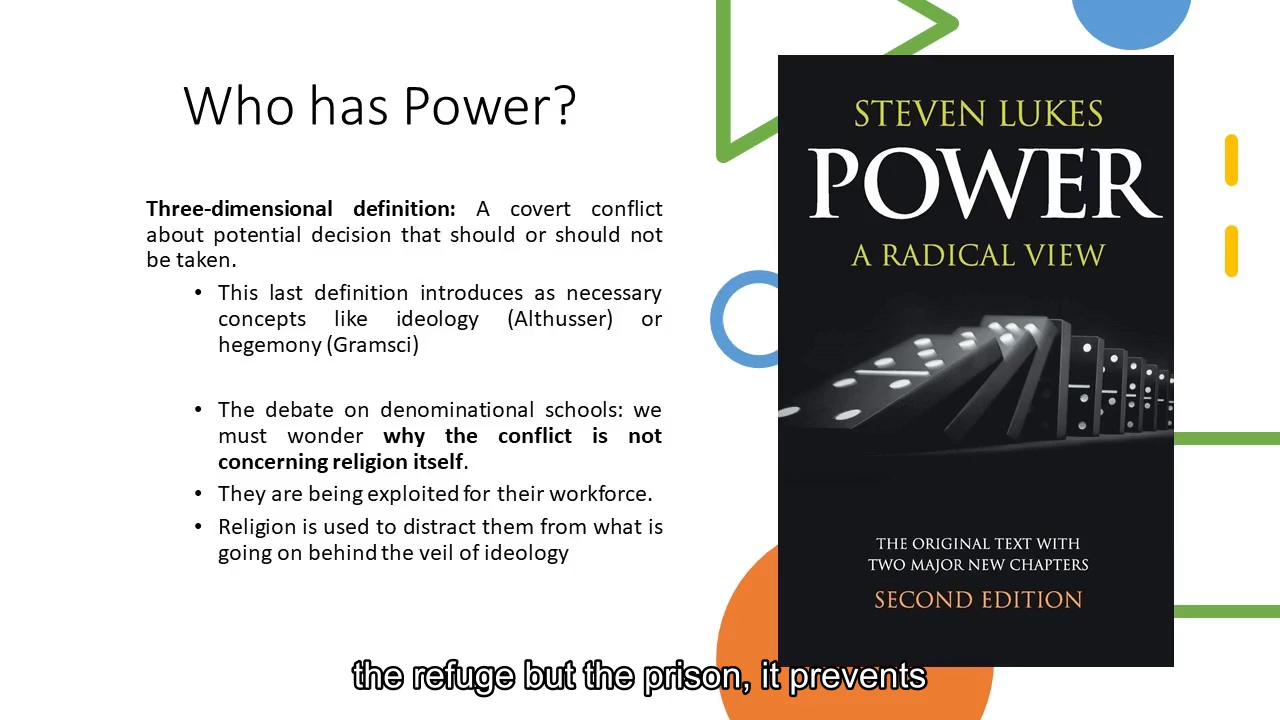 Who has Power?
Three-dimensional definition: A covert conflict
about potential decision that should or should not
be taken.
• This last definition introduces as necessary
concepts like ideology (Althusser) or
hegemony (Gramsci)
• The debate on denominational schools: we
must wonder why the conflict is not
concerning religion itself.
• They are being exploited for their workforce.
• Religion is used to distract them from what is
going on behind the veil of ideology
STEVEN LUKES
POWER
A RADICAL VIEW
THE ORIGINAL TEXT WITH
TWO MAJOR NEW CHAPTERS
SECOND EDITION
the refuge but the prison, it prevents